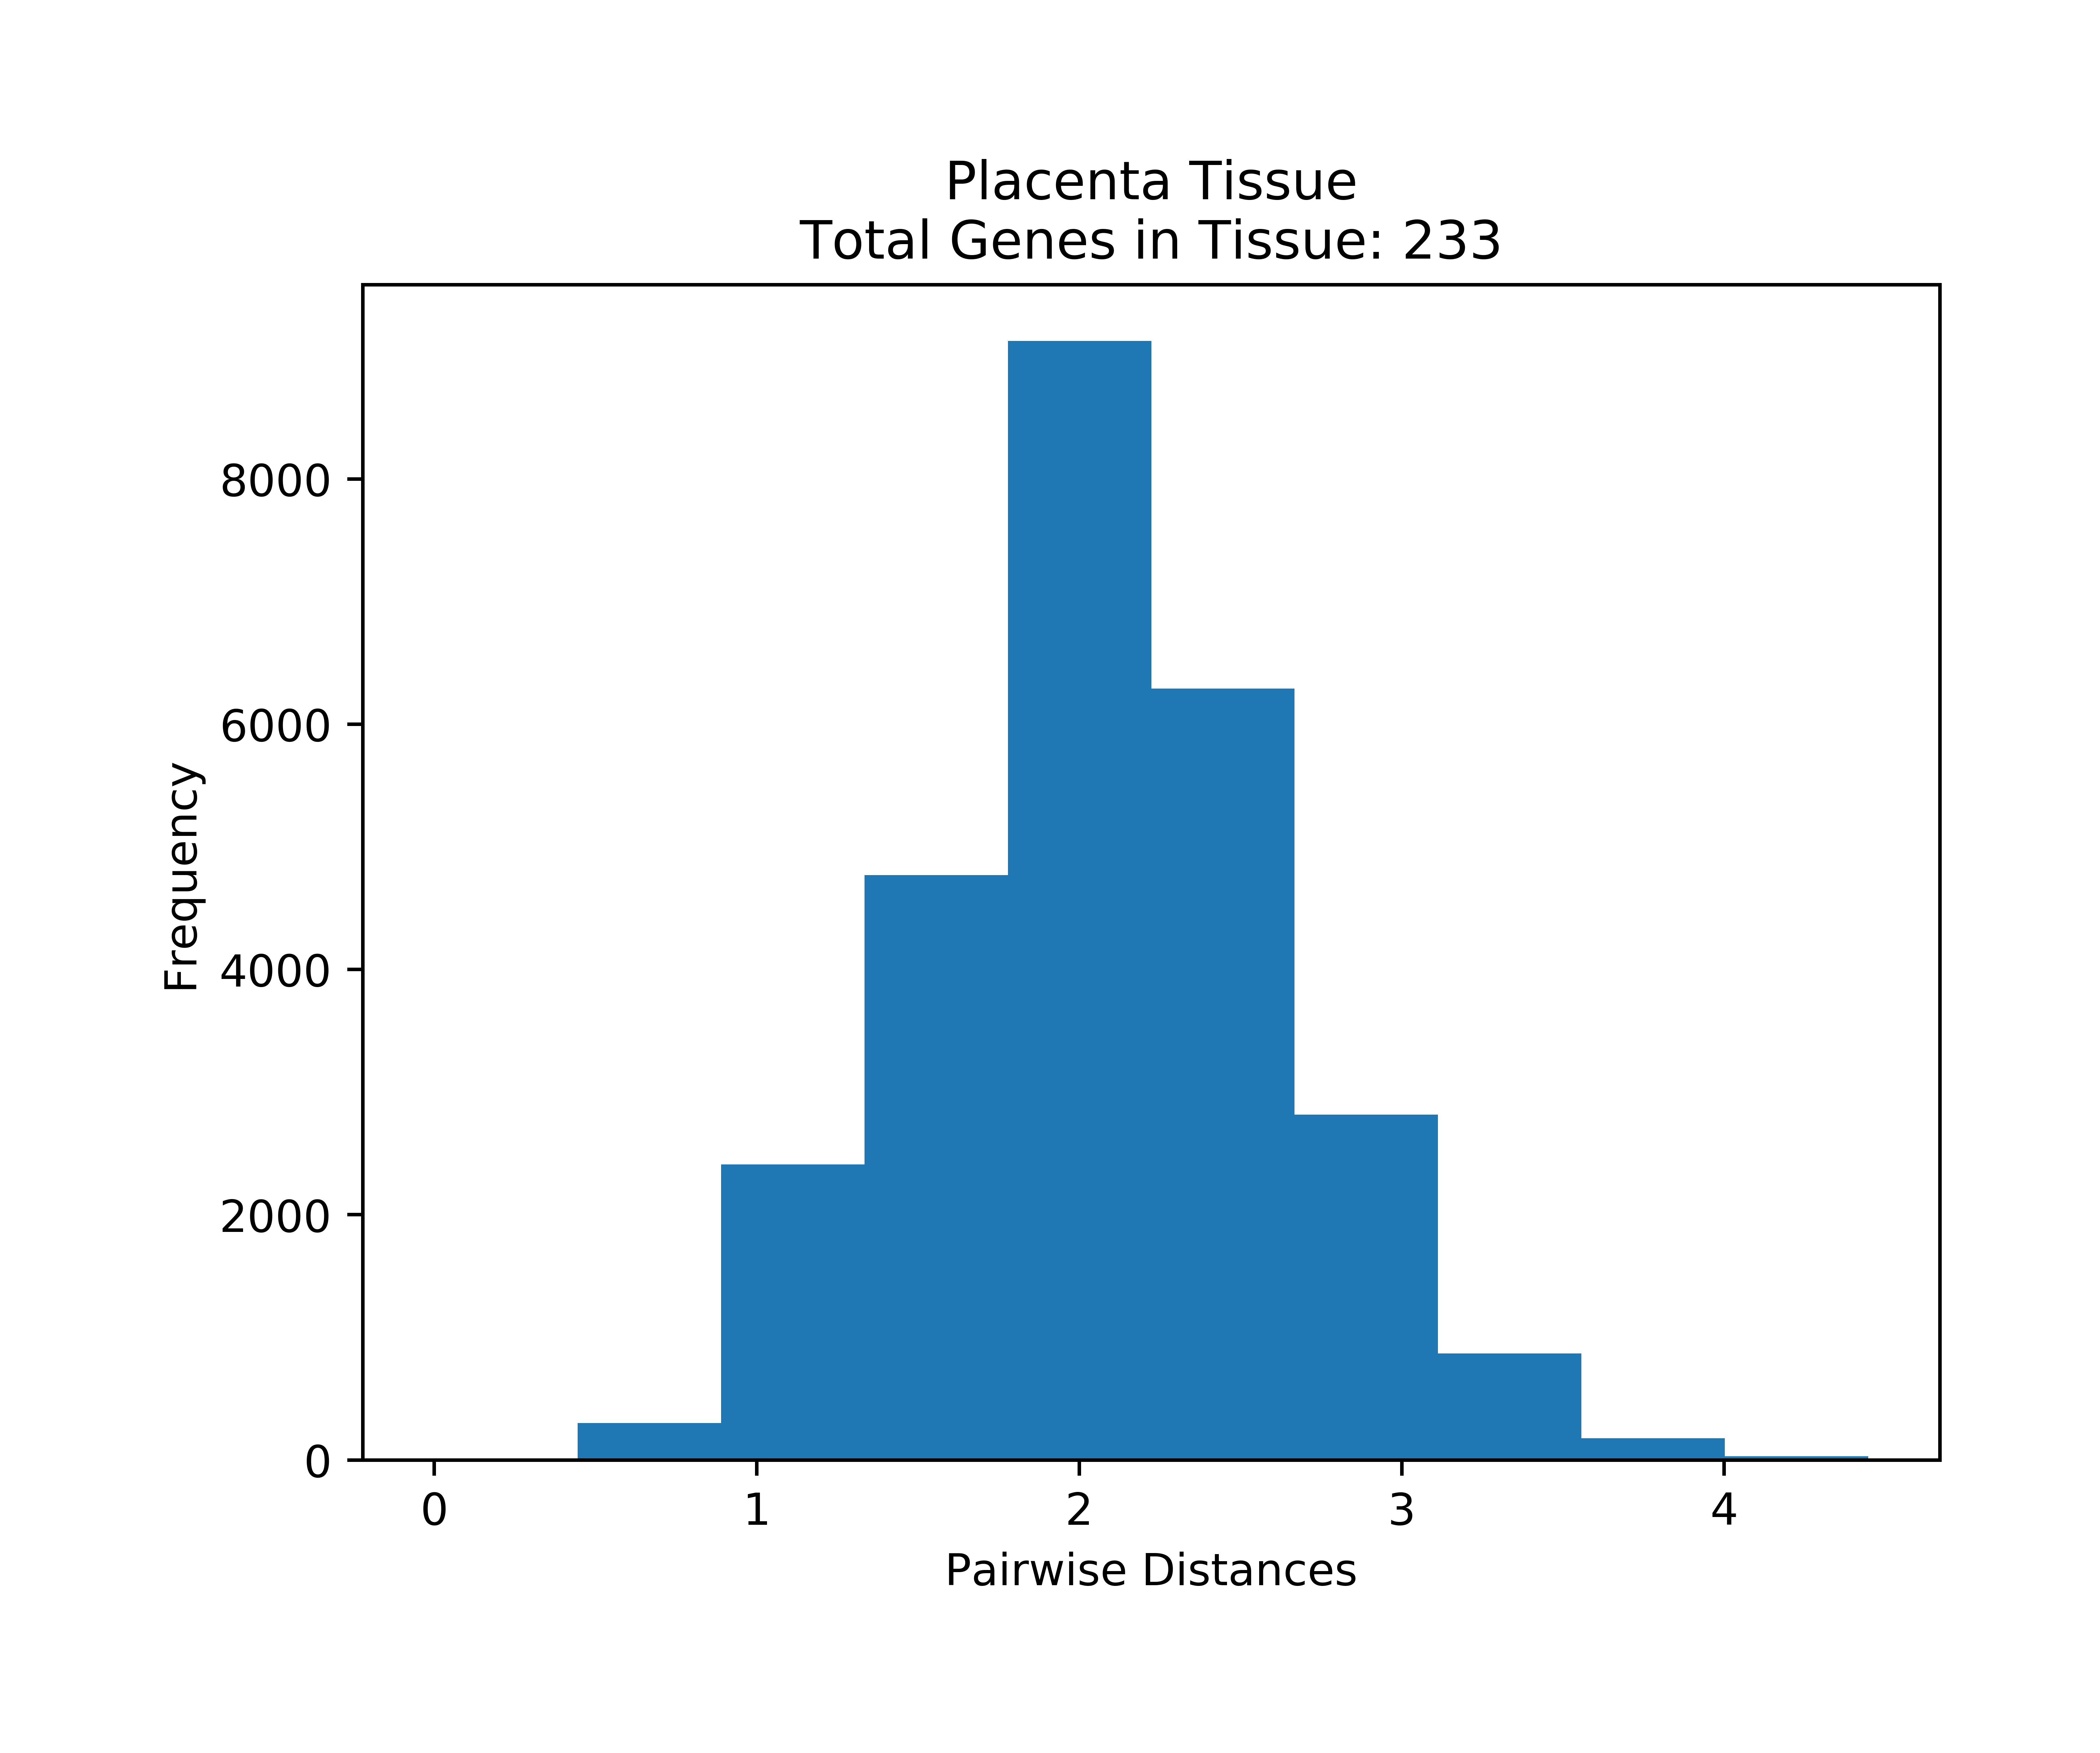 Placenta Tissue
Total Genes in Tissue: 233
8000
6000
4000
2000
0
Frequency
0 1 2 3 4
Pairwise Distances